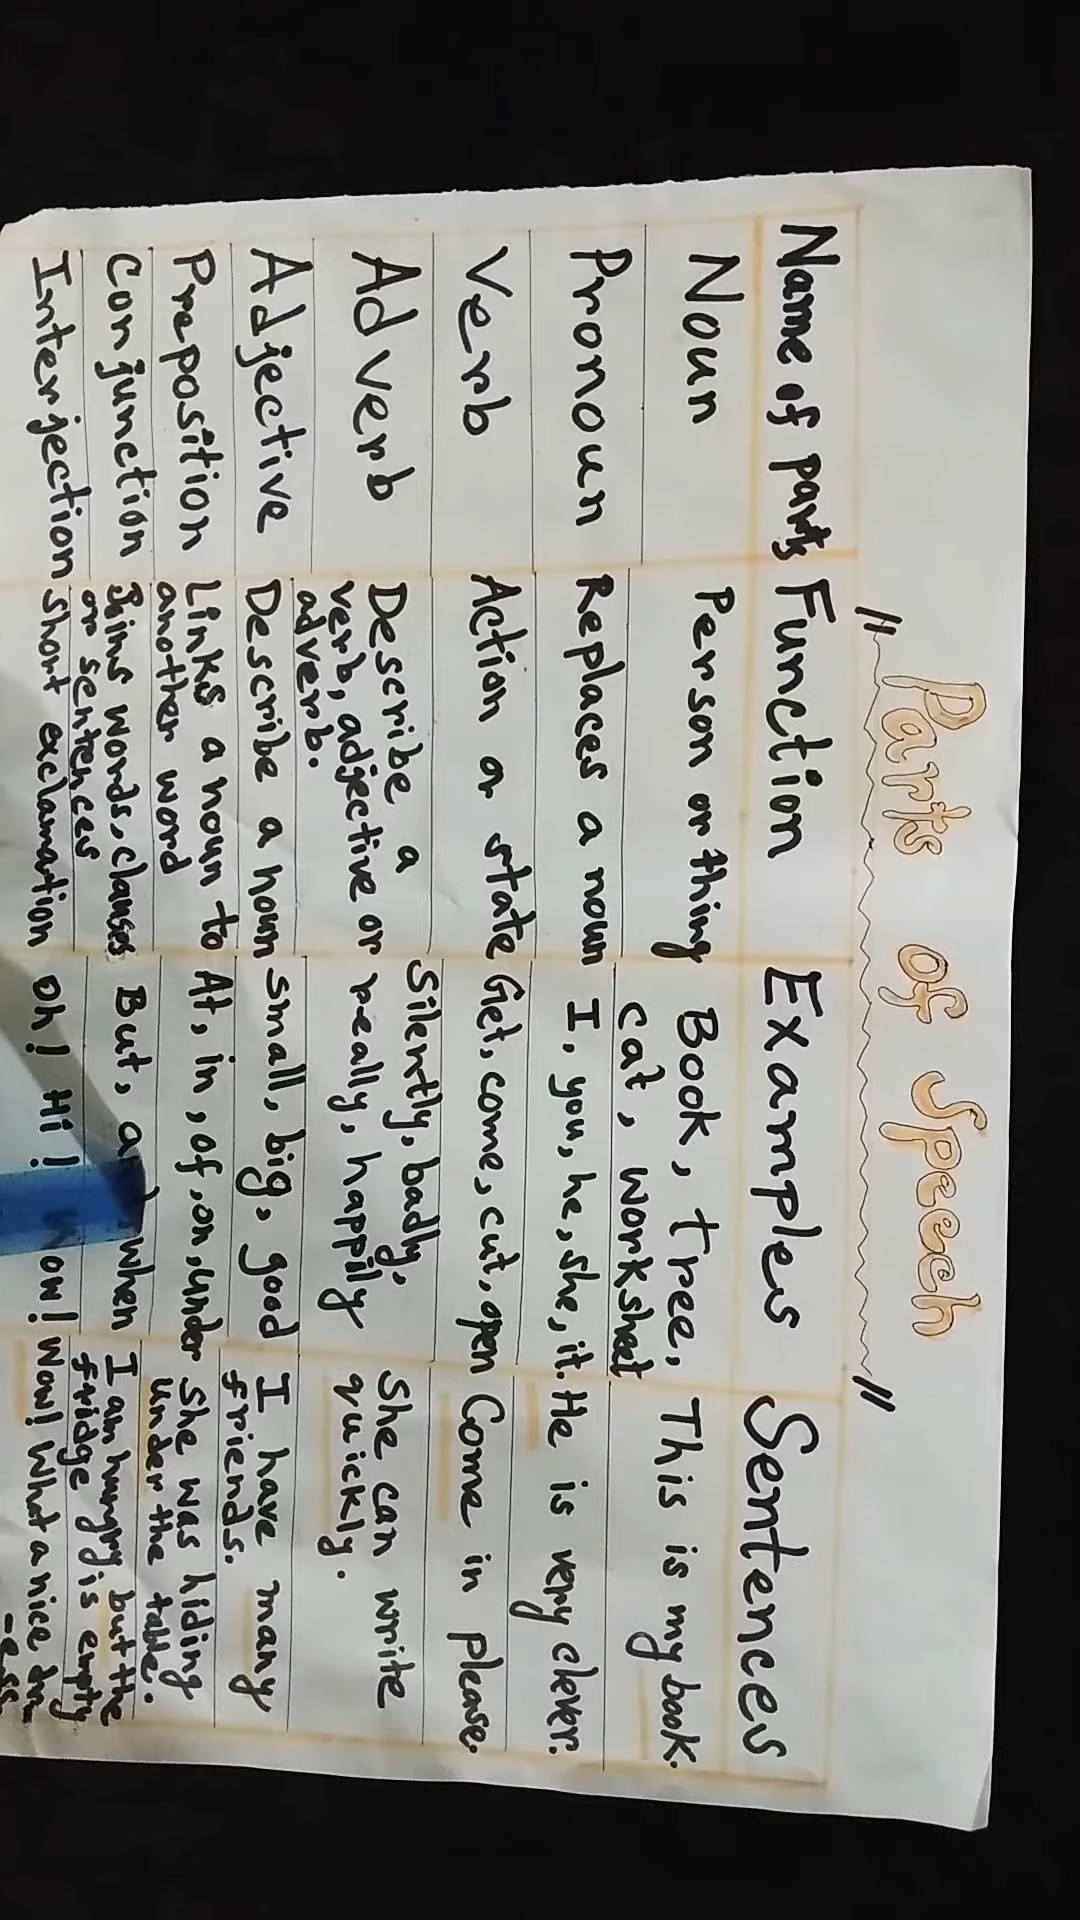 "Parts of Speech"
Name of parts Function Examples Sentences
Noun Person or thing Book, tree, This is my book.
cat, worksheet
Pronoun Replaces a noun I, you, he, she, it. He is very clever.
Verb Action or state Get, come, cut, open Come in please.
Adverb Describe a Silently, badly, She can write
verb, adjective or really, happily quickly.
adverb.
Adjective Describe a noun small, big, good I have many
friends.
Preposition Links a noun to At, in, of, on, under She was hiding
another word under the table.
Conjunction Joins words, clauses But, when I am hungry but the
or sentences fridge is empty
Interjection Short exclamation Oh! Hi! Wow! What a nice